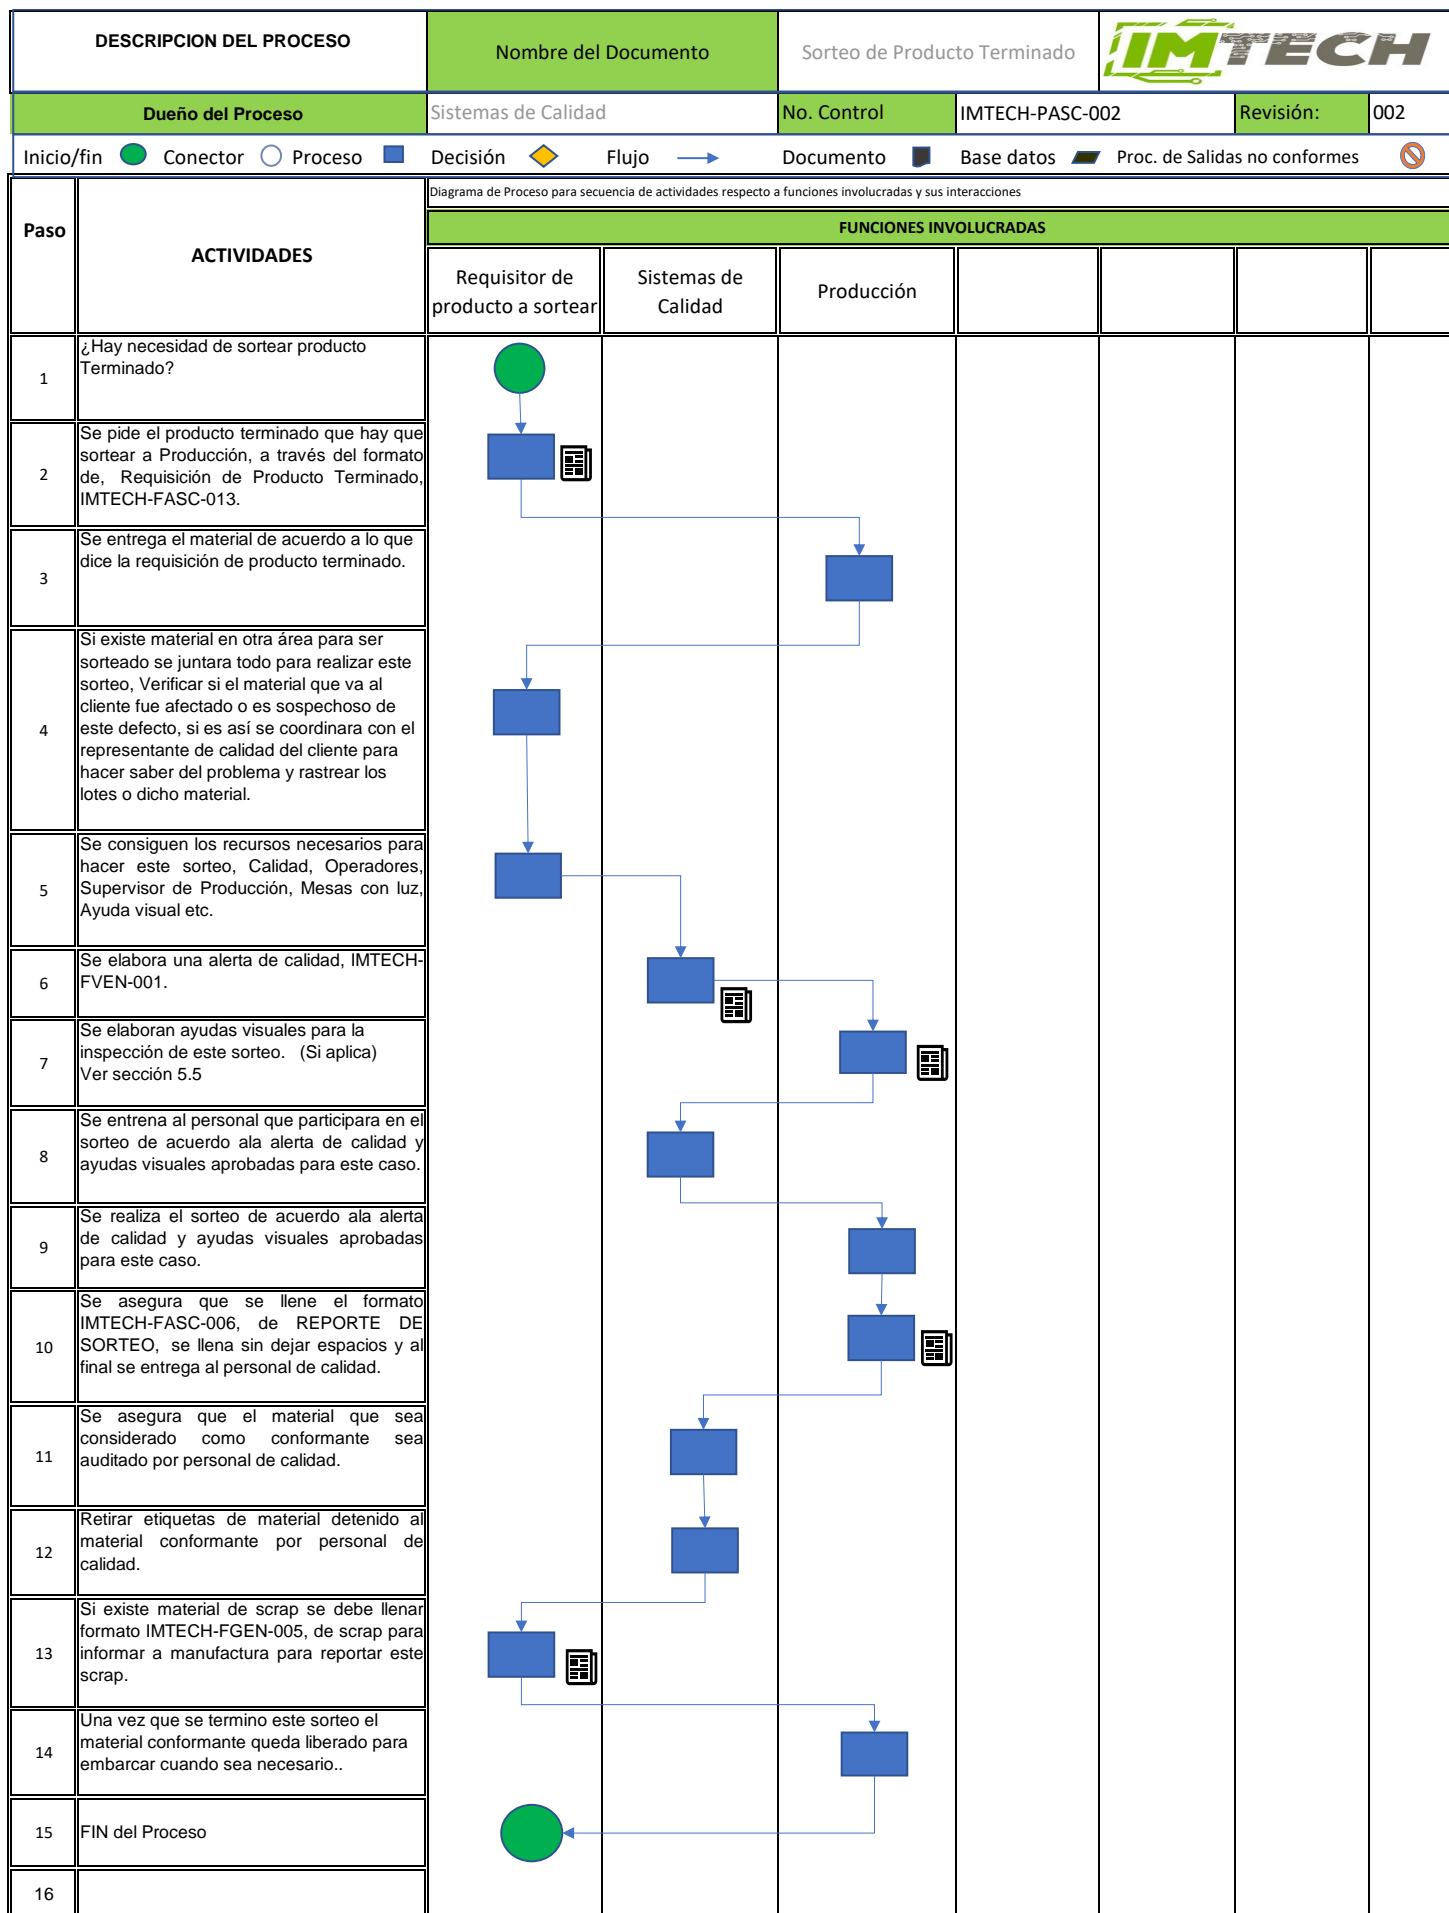 DESCRIPCION DEL PROCESO
Nombre del Documento
Sorteo de Producto Terminado
IMTECH
Dueño del Proceso
Sistemas de Calidad
No. Control
IMTECH-PASC-002
Revisión:
002
Inicio/fin
Conector
Proceso
Decisión
Flujo
Documento
Base datos
Proc. de Salidas no conformes
Diagrama de Proceso para secuencia de actividades respecto a funciones involucradas y sus interacciones
Paso
ACTIVIDADES
FUNCIONES INVOLUCRADAS
Requisitor de
producto a sortear
Sistemas de
Calidad
Producción
1
¿Hay necesidad de sortear producto
Terminado?
2
Se pide el producto terminado que hay que
sortear a Producción, a través del formato
de, Requisición de Producto Terminado,
IMTECH-FASC-013.
3
Se entrega el material de acuerdo a lo que
dice la requisición de producto terminado.
4
Si existe material en otra área para ser
sorteado se juntara todo para realizar este
sorteo, Verificar si el material que va al
cliente fue afectado o es sospechoso de
este defecto, si es así se coordinara con el
representante de calidad del cliente para
hacer saber del problema y rastrear los
lotes o dicho material.
5
Se consiguen los recursos necesarios para
hacer este sorteo, Calidad, Operadores,
Supervisor de Producción, Mesas con luz,
Ayuda visual etc.
6
Se elabora una alerta de calidad, IMTECH-
FVEN-001.
7
Se elaboran ayudas visuales para la
inspección de este sorteo. (Si aplica)
Ver sección 5.5
8
Se entrena al personal que participara en el
sorteo de acuerdo ala alerta de calidad y
ayudas visuales aprobadas para este caso.
9
Se realiza el sorteo de acuerdo ala alerta
de calidad y ayudas visuales aprobadas
para este caso.
10
Se asegura que se llene el formato
IMTECH-FASC-006, de REPORTE DE
SORTEO, se llena sin dejar espacios y al
final se entrega al personal de calidad.
11
Se asegura que el material que sea
considerado como conformante sea
auditado por personal de calidad.
12
Retirar etiquetas de material detenido al
material conformante por personal de
calidad.
13
Si existe material de scrap se debe llenar
formato IMTECH-FGEN-005, de scrap para
informar a manufactura para reportar este
scrap.
14
Una vez que se termino este sorteo el
material conformante queda liberado para
embarcar cuando sea necesario..
15
FIN del Proceso
16